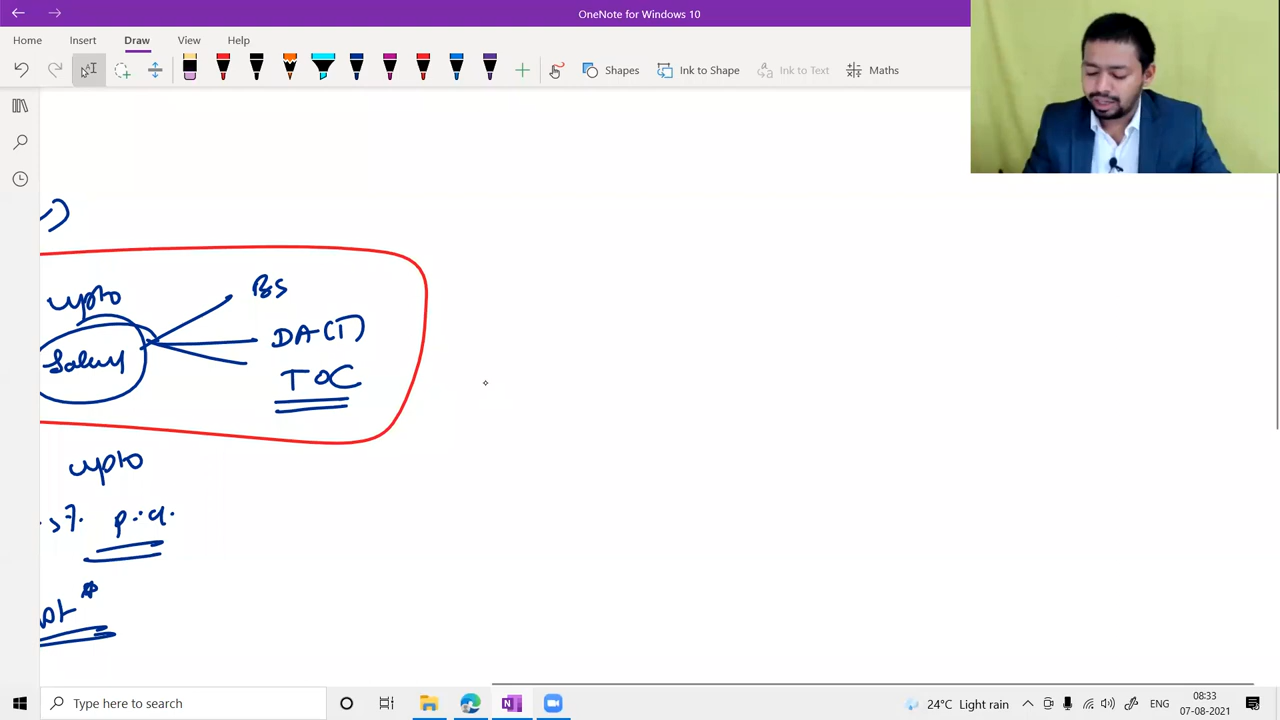 OneNote for Windows 10
Home Insert Draw View Help
Shapes Ink to Shape Ink to Text Maths
upto BS
Salary DA(T)
TOC
upto
.5%. p.a.
Type here to search
24°C Light rain ENG 08:33
07-08-2021